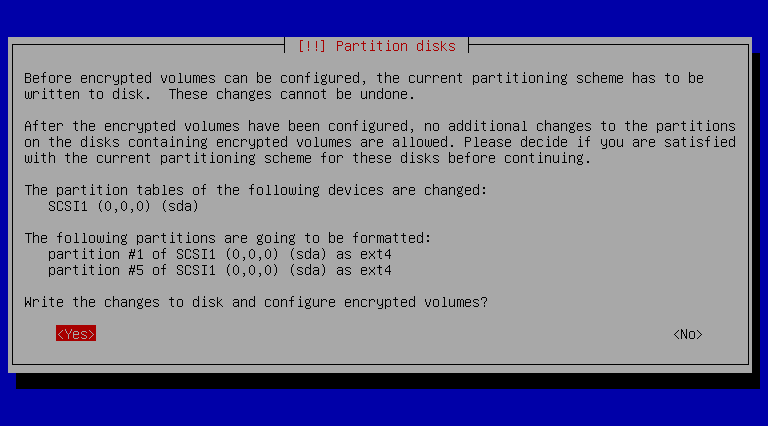 [!!] Partition disks
Before encrypted volumes can be configured, the current partitioning scheme has to be
written to disk.  These changes cannot be undone.
After the encrypted volumes have been configured, no additional changes to the partitions
on the disks containing encrypted volumes are allowed. Please decide if you are satisfied
with the current partitioning scheme for these disks before continuing.
The partition tables of the following devices are changed:
SCSI1 (0,0,0) (sda)
The following partitions are going to be formatted:
partition #1 of SCSI1 (0,0,0) (sda) as ext4
partition #5 of SCSI1 (0,0,0) (sda) as ext4
Write the changes to disk and configure encrypted volumes?
<Yes> <No>